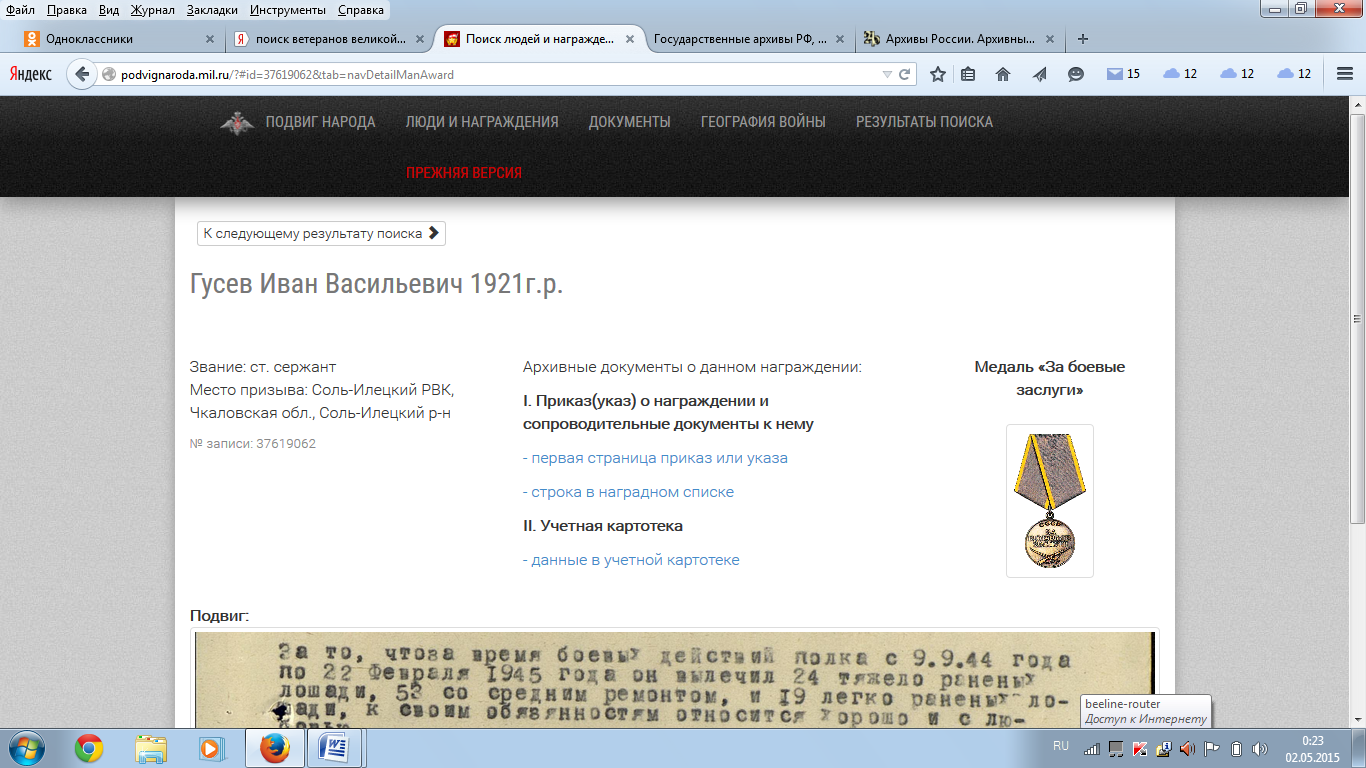 Файл Правка Вид Журнал Закладки Инструменты Справка
Одноклассники
поиск ветеранов великой...
Поиск людей и награжде...
Государственные архивы РФ, ...
Архивы России. Архивны...
Яндекс
podvignaroda.mil.ru/?#id=37619062&tab=navDetailManAward
15 12 12 12
ПОДВИГ НАРОДА ЛЮДИ И НАГРАЖДЕНИЯ ДОКУМЕНТЫ ГЕОГРАФИЯ ВОЙНЫ РЕЗУЛЬТАТЫ ПОИСКА
ПРЕЖНЯЯ ВЕРСИЯ
К следующему результату поиска
Гусев Иван Васильевич 1921г.р.
Звание: ст. сержант
Место призыва: Соль-Илецкий РВК,
Чкаловская обл., Соль-Илецкий р-н
№ записи: 37619062
Архивные документы о данном награждении:
I. Приказ(указ) о награждении и
сопроводительные документы к нему
- первая страница приказ или указа
- строка в наградном списке
II. Учетная картотека
- данные в учетной картотеке
Медаль «За боевые
заслуги»
Подвиг:
За то, чтоза время боевых действий полка с 9.9.44 года
по 22 Февраля 1945 года он вылечил 24 тяжело раненых
лошади, 53 со средним ремонтом, и 19 легко раненых ло-
шади, к своим обязянностям относится хорошо и с лю-
beeline-router
Доступ к Интернету
RU
0:23
02.05.2015